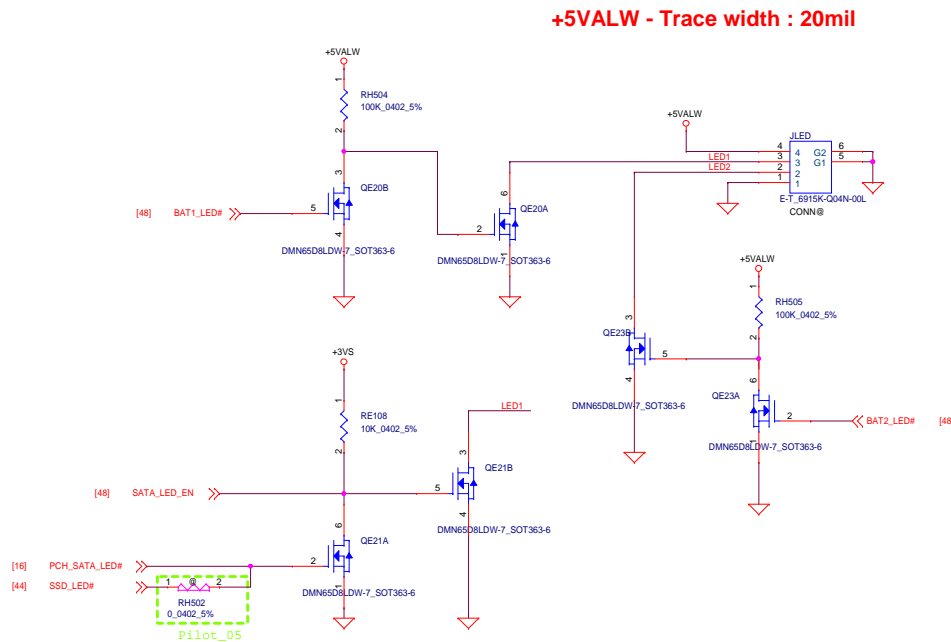 +5VALW - Trace width : 20mil
+5VALW
1
RH504
100K_0402_5%
2
3
QE20B
[48] BAT1_LED# 5
4
DMN65D8LDW-7_SOT363-6
6
QE20A
2
1
DMN65D8LDW-7_SOT363-6
+5VALW
JLED
4 4 G2 6
LED1 3 3 G1 5
LED2 2 2
1 1
E-T_6915K-Q04N-00L
CONN@
+5VALW
1
RH505
100K_0402_5%
2
3
QE23B
5
4
DMN65D8LDW-7_SOT363-6
6
QE23A
2 BAT2_LED# [48
1
DMN65D8LDW-7_SOT363-6
+3VS
1
RE108
10K_0402_5%
2
LED1
3
QE21B
[48] SATA_LED_EN 5
4
DMN65D8LDW-7_SOT363-6
6
QE21A
[16] PCH_SATA_LED# 2
1
DMN65D8LDW-7_SOT363-6
[44] SSD_LED# 1 @ 2
RH502
0_0402_5%
Pilot_05